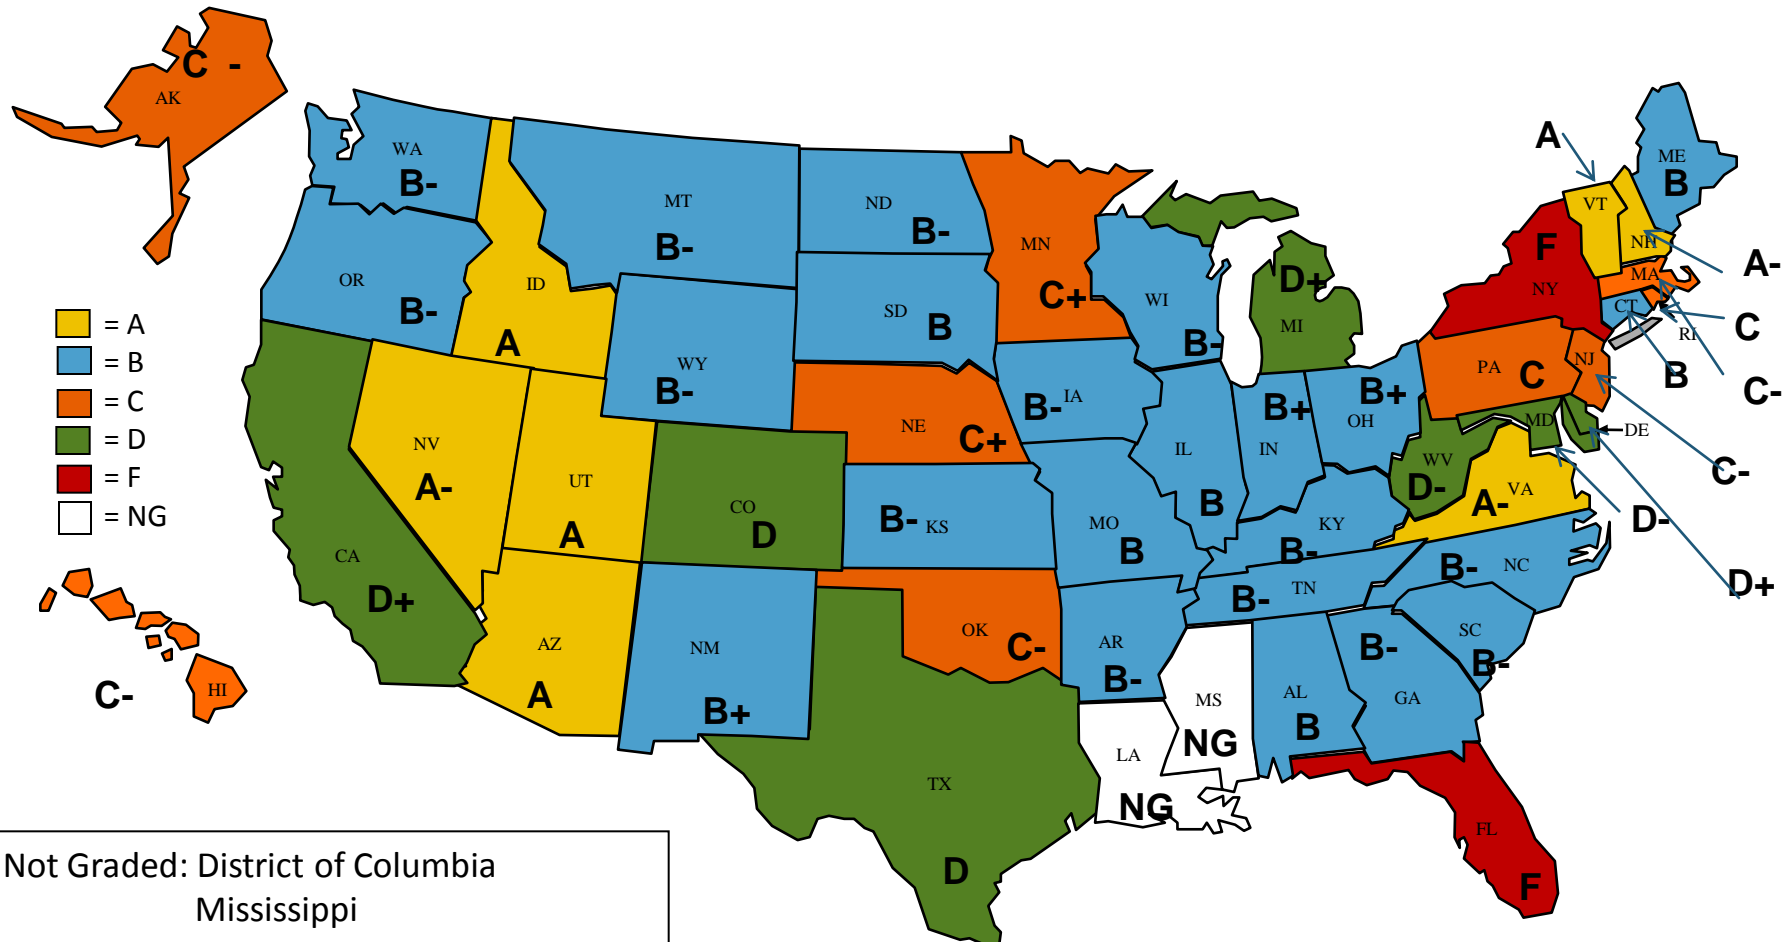 C -
AK
WA
B-
MT
B-
ND
B-
MN
C+
A
ME
B
VT
NH
A-
OR
B-
ID
A
SD
B
WI
B-
D+
MI
F
NY
MA
C
CT
RI
B
C-
= A
= B
= C
= D
= F
= NG
WY
B-
NE
C+
B-
IA
IL
B
B+
IN
B+
OH
PA
C
NJ
C-
MD
DE
NV
A-
UT
A
CO
D
B-
KS
MO
B
KY
B-
WV
D-
VA
A-
D-
D+
CA
D+
AZ
A
NM
B+
OK
C-
AR
B-
B-
TN
B-
NC
SC
B-
B-
GA
AL
B
MS
NG
LA
NG
C-
HI
TX
D
FL
F
Not Graded: District of Columbia
Mississippi